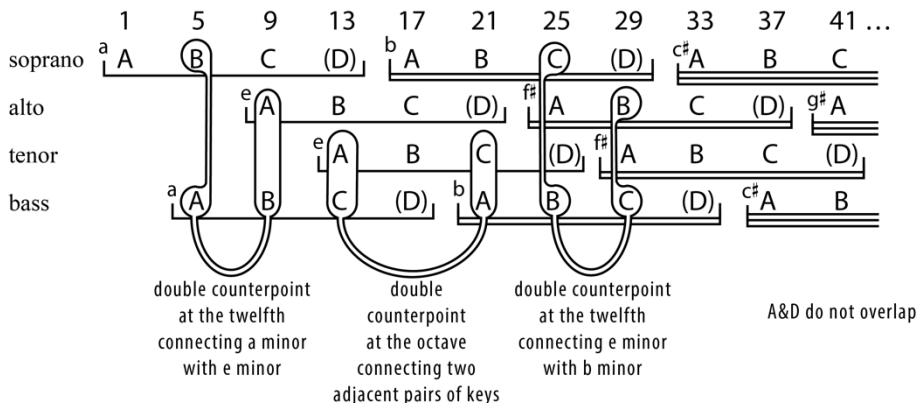 1 5 9 13 17 21 25 29 33 37 41 ...
soprano a A B C (D) b A B C (D) c# A B C
alto e A B C (D) f# A B C (D) g# A
tenor e A B C (D) f# A B C (D)
bass a A B C (D) b A B C (D) c# A B
double counterpoint
at the twelfth
connecting a minor
with e minor
double
counterpoint
at the octave
connecting two
adjacent pairs of keys
double counterpoint
at the twelfth
connecting e minor
with b minor
A&D do not overlap